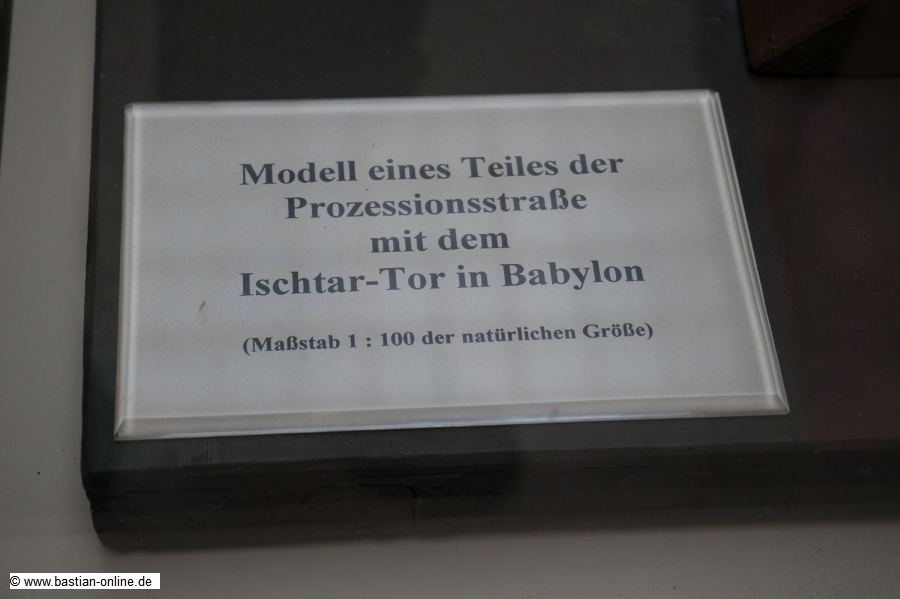 Modell eines Teiles der
Prozessionsstraße
mit dem
Ischtar-Tor in Babylon
(Maßstab 1 : 100 der natürlichen Größe)
© www.bastian-online.de